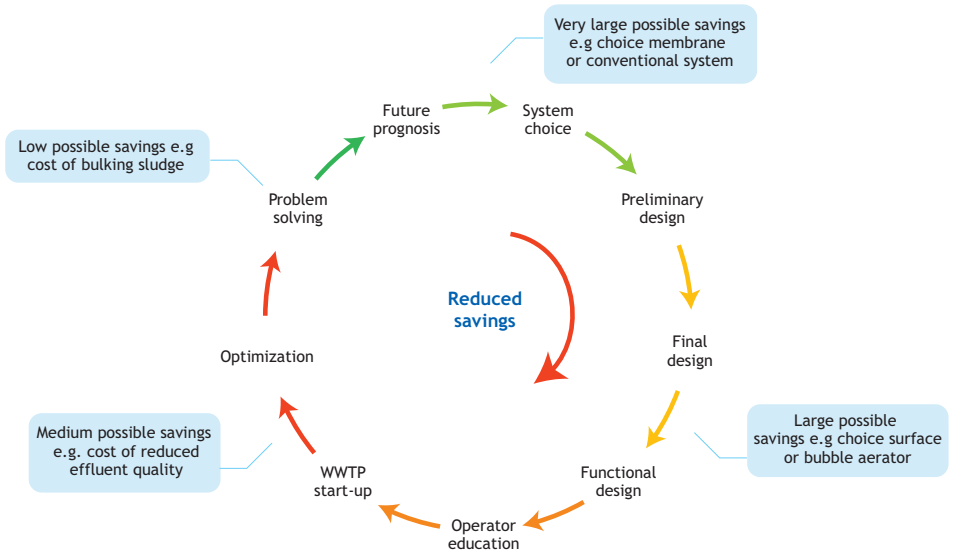 Very large possible savings
e.g choice membrane
or conventional system
Future
prognosis
System
choice
Low possible savings e.g
cost of bulking sludge
Problem
solving
Preliminary
design
Reduced
savings
Optimization
Final
design
Medium possible savings
e.g. cost of reduced
effluent quality
Large possible
savings e.g choice surface
or bubble aerator
WWTP
start-up
Functional
design
Operator
education